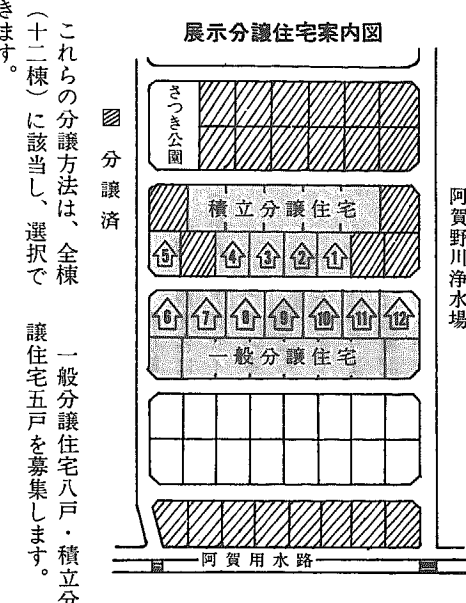 展示分譲住宅案内図
さつき公園
阿賀野川浄水場
分譲済
積立分譲住宅
5
4
3
2
1
6
7
8
9
10
11
12
一般分譲住宅
阿賀用水路
一般分譲住宅八戸・積立分
譲住宅五戸を募集します。
これらの分譲方法は、全棟
(十二棟)に該当し、選択で
きます。